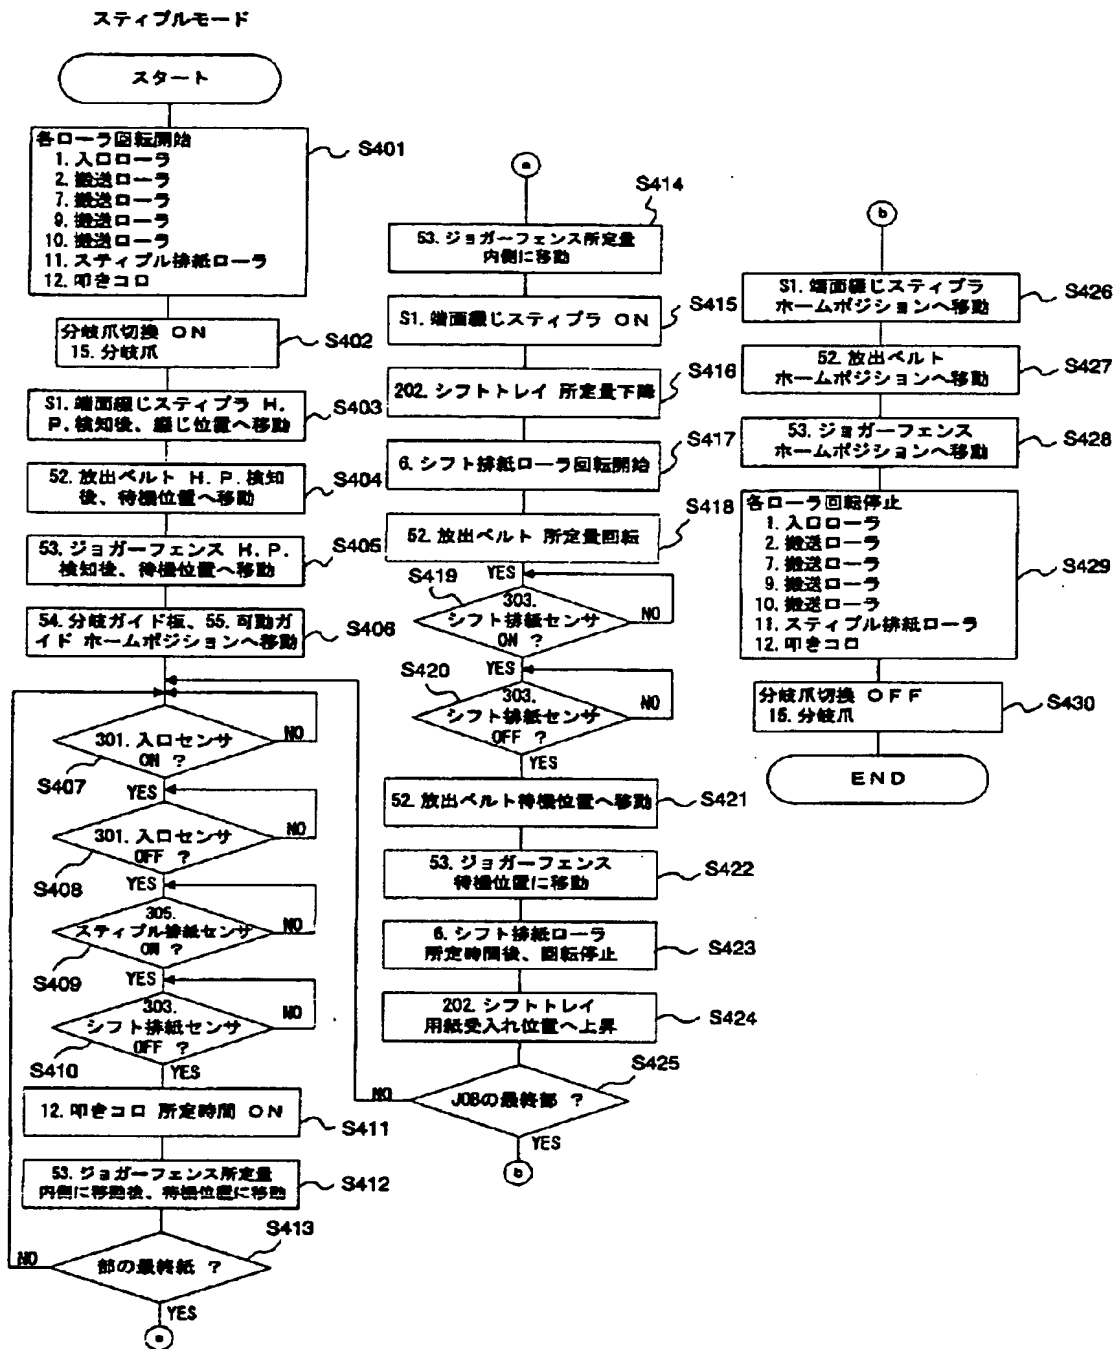 スティプルモード
スタート
各ローラ回転開始
1. 入口ローラ
2. 搬送ローラ
7. 搬送ローラ
9. 搬送ローラ
10. 搬送ローラ
11. スティプル排紙ローラ
12. 叩きコロ
S401
分岐爪切換 ON
15. 分岐爪
S402
S1. 端面綴じスティプラ H.
P. 検知後、綴じ位置へ移動
S403
52. 放出ベルト H.P. 検知
後、待機位置へ移動
S404
53. ジョガーフェンス H.P.
検知後、待機位置へ移動
S405
54. 分岐ガイド板、55. 可動ガ
イド ホームポジションへ移動
S406
301. 入口センサ
ON ?
NO
S407
YES
301. 入口センサ
OFF ?
NO
S408
YES
305.
スティプル排紙センサ
ON ?
NO
S409
YES
303.
シフト排紙センサ
OFF ?
NO
S410
YES
12. 叩きコロ 所定時間 ON
S411
53. ジョガーフェンス所定量
内側に移動後、待機位置に移動
S412
S413
部の最終紙 ?
NO
YES
a
a
S414
53. ジョガーフェンス所定量
内側に移動
S1. 端面綴じスティプラ ON
S415
202. シフトトレイ 所定量下降
S416
6. シフト排紙ローラ回転開始
S417
52. 放出ベルト 所定量回転
S418
S419
YES
303.
シフト排紙センサ
ON ?
NO
S420
YES
303.
シフト排紙センサ
OFF ?
NO
YES
52. 放出ベルト待機位置へ移動
S421
53. ジョガーフェンス
待機位置に移動
S422
6. シフト排紙ローラ
所定時間後、回転停止
S423
202. シフトトレイ
用紙受入れ位置へ上昇
S424
S425
JOBの最終部 ?
NO
YES
b
b
S1. 端面綴じスティプラ
ホームポジションへ移動
S426
52. 放出ベルト
ホームポジションへ移動
S427
53. ジョガーフェンス
ホームポジションへ移動
S428
各ローラ回転停止
1. 入口ローラ
2. 搬送ローラ
7. 搬送ローラ
9. 搬送ローラ
10. 搬送ローラ
11. スティプル排紙ローラ
12. 叩きコロ
S429
分岐爪切換 OFF
15. 分岐爪
S430
END